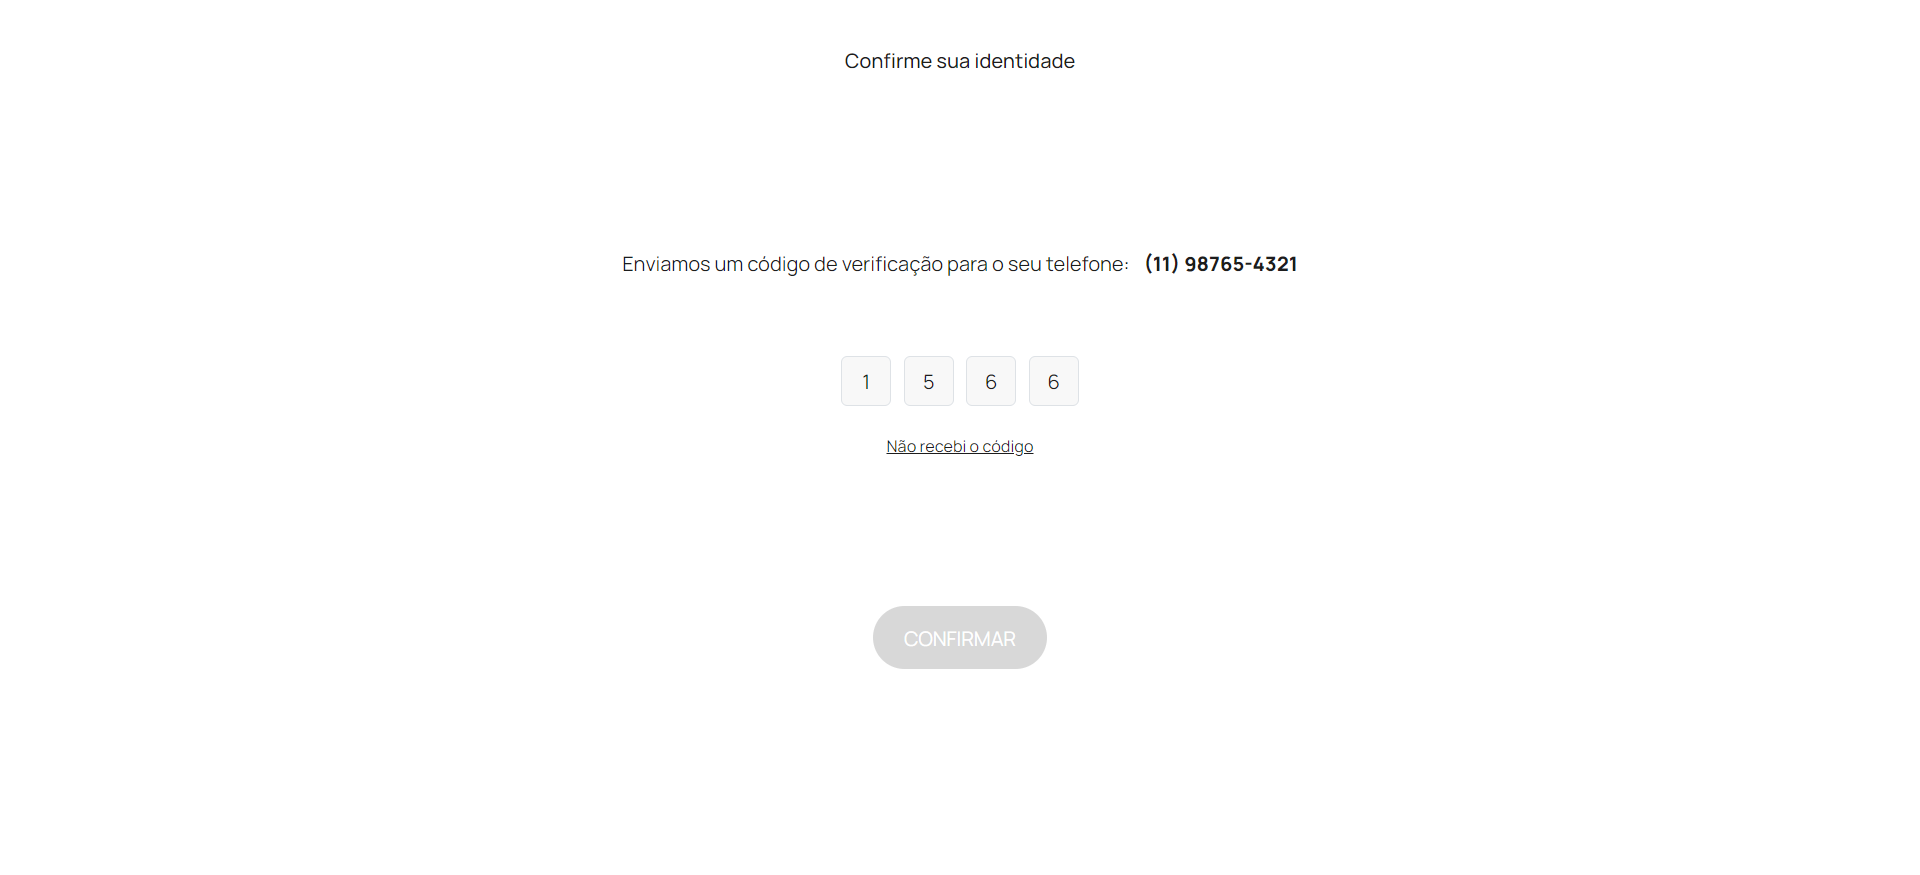 Confirme sua identidade
Enviamos um código de verificação para o seu telefone: (11) 98765-4321
1 5 6 6
Não recebi o código
CONFIRMAR